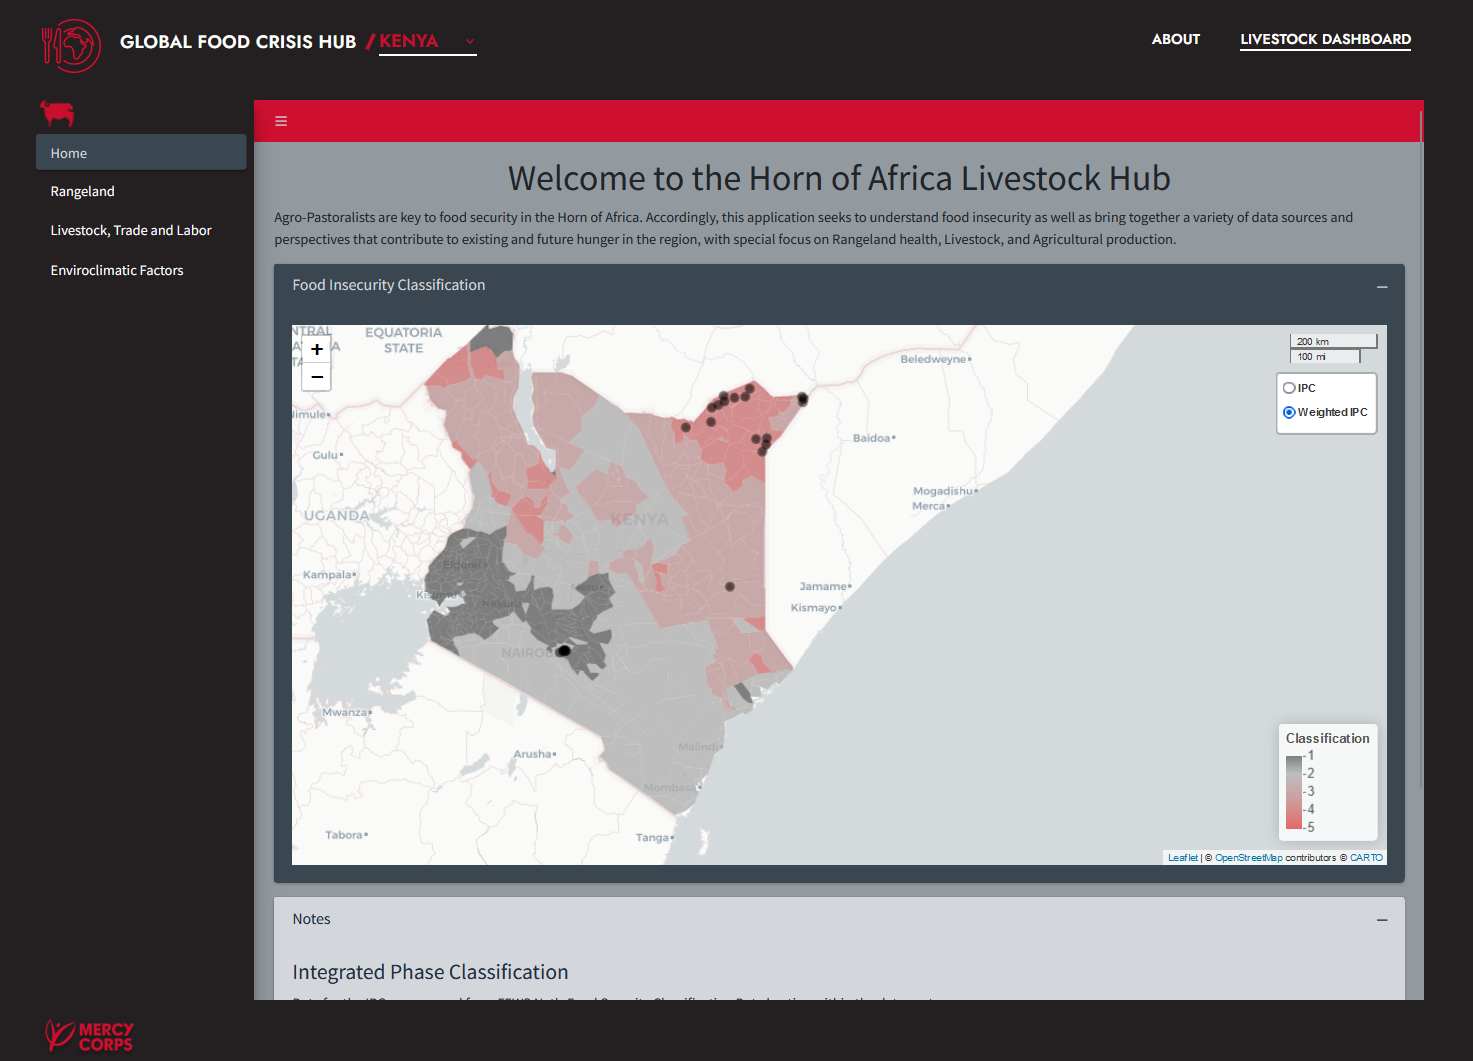 GLOBAL FOOD CRISIS HUB / KENYA
ABOUT
LIVESTOCK DASHBOARD
Home
Rangeland
Livestock, Trade and Labor
Enviroclimatic Factors
Welcome to the Horn of Africa Livestock Hub
Agro-Pastoralists are key to food security in the Horn of Africa. Accordingly, this application seeks to understand food insecurity as well as bring together a variety of data sources and
perspectives that contribute to existing and future hunger in the region, with special focus on Rangeland health, Livestock, and Agricultural production.
Food Insecurity Classification
+
−
EQUATORIA
STATE
Beledweyne
200 km
100 mi
IPC
Weighted IPC
Gulu
Baidoa
Mogadishu
Merca
UGANDA
KENYA
Eldoret
Kampala
Jamame
Kismayo
Nakuru
Mwanza
Arusha
Malindi
Mombasa
Tabora
Tanga
Classification
1
2
3
4
5
Leaflet | © OpenStreetMap contributors © CARTO
Notes
Integrated Phase Classification
MERCY
CORPS